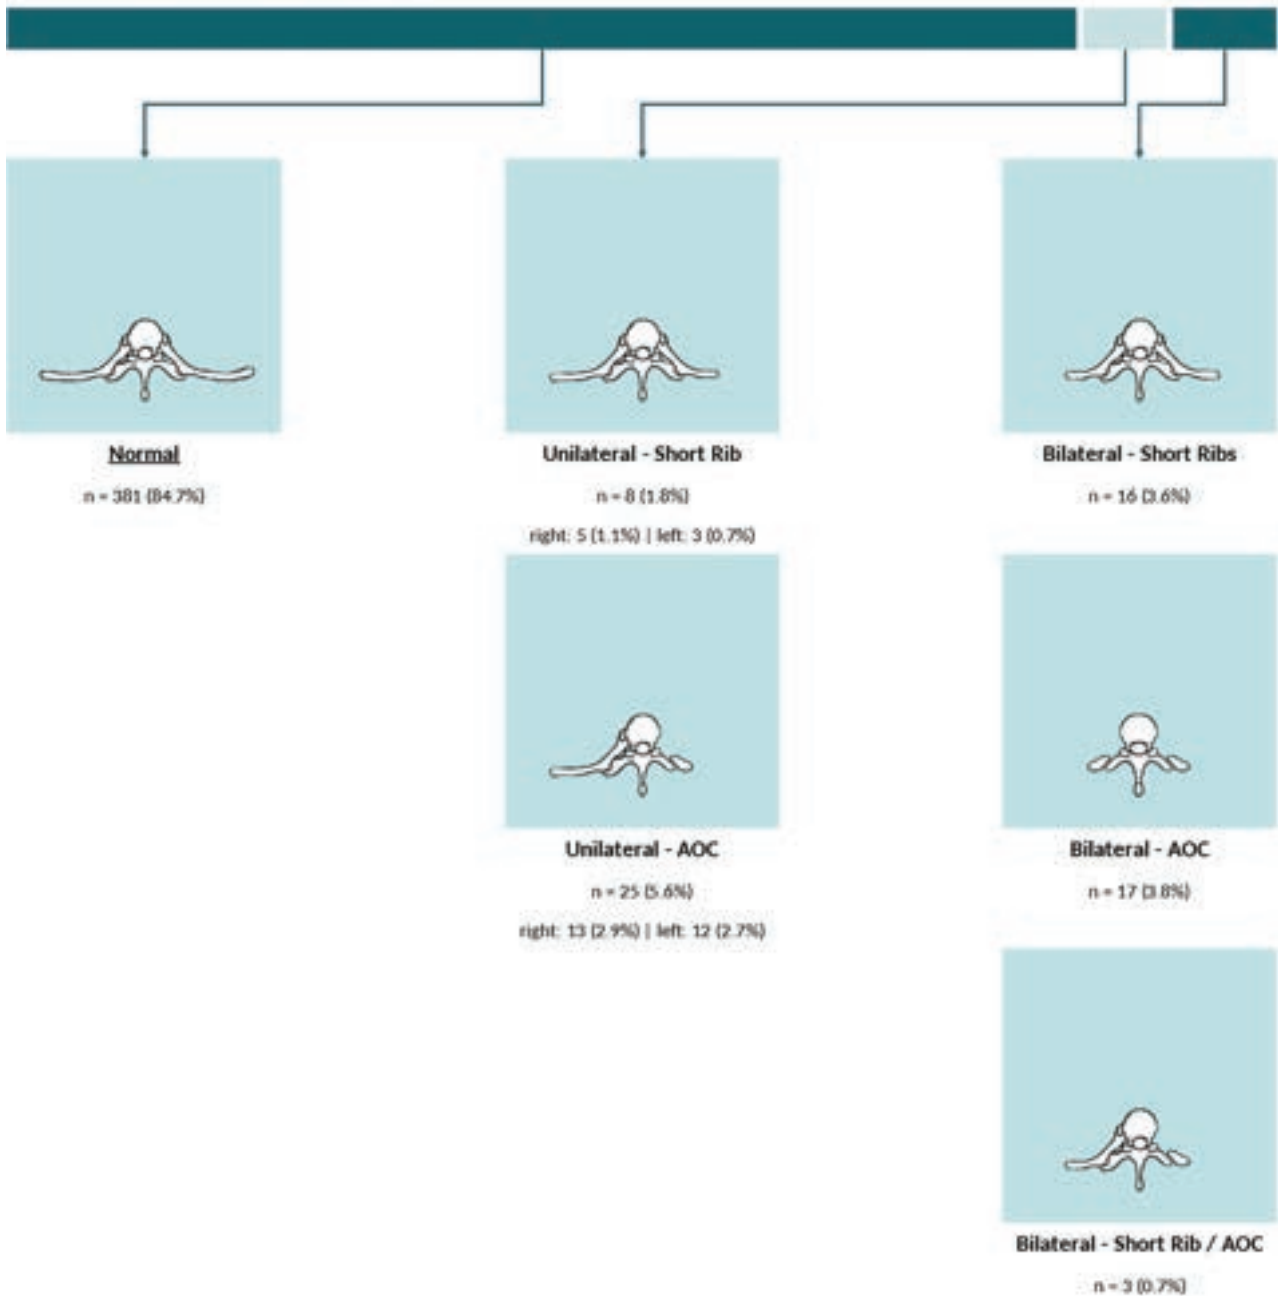 Normal
n = 381 (84.7%)
Unilateral - Short Rib
n = 8 (1.8%)
right: 5 (1.1%) | left: 3 (0.7%)
Unilateral - AOC
n = 25 (5.6%)
right: 13 (2.9%) | left: 12 (2.7%)
Bilateral - Short Ribs
n = 16 (3.6%)
Bilateral - AOC
n = 17 (3.8%)
Bilateral - Short Rib / AOC
n = 3 (0.7%)